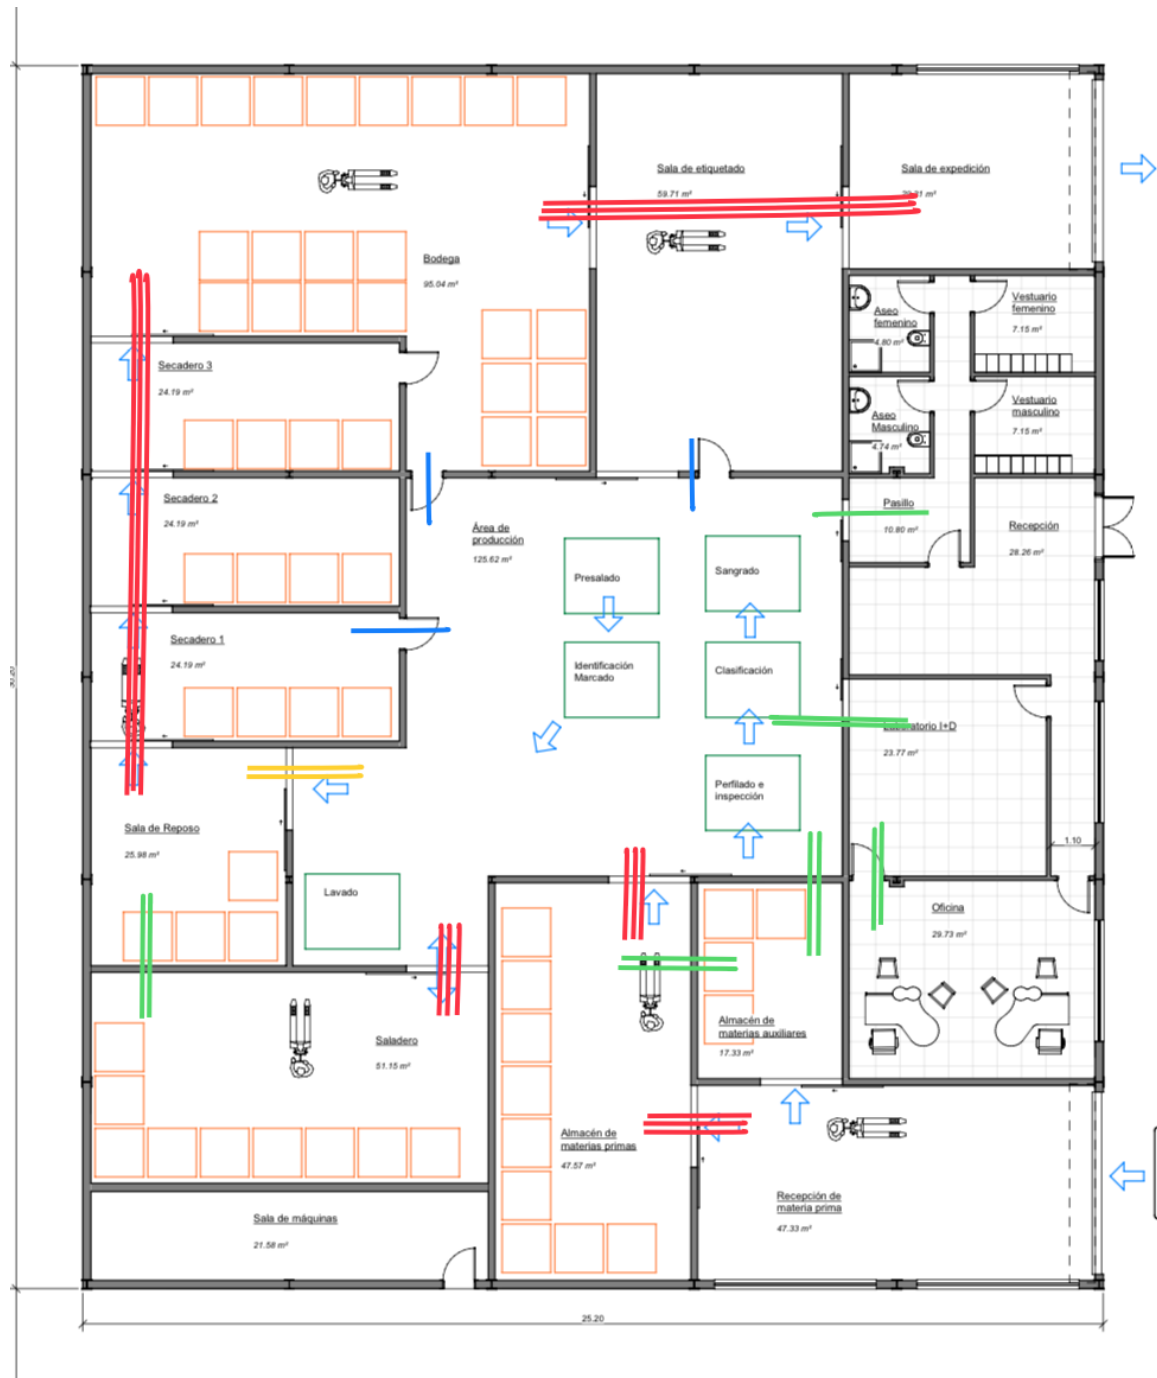 Sala de etiquetado
59.71 m²
Sala de expedición
Bodega
95.04 m²
Aseo
femenino
4.80 m²
Vestuario
femenino
7.15 m²
Secadero 3
24.19 m²
Aseo
Masculino
4.74 m²
Vestuario
masculino
7.15 m²
Secadero 2
24.19 m²
Área de
producción
125.62 m²
Pasillo
10.80 m²
Recepción
28.26 m²
Presalado
Sangrado
Secadero 1
24.19 m²
Identificación
Marcado
Clasificación
Laboratorio I+D
23.77 m²
Perfilado e
inspección
Sala de Reposo
25.98 m²
1.10
Lavado
Oficina
29.73 m²
Saladero
51.15 m²
Almacén de
materias auxiliares
17.33 m²
Almacén de
materias primas
47.57 m²
Recepción de
materia prima
47.33 m²
Sala de máquinas
21.58 m²
25.20